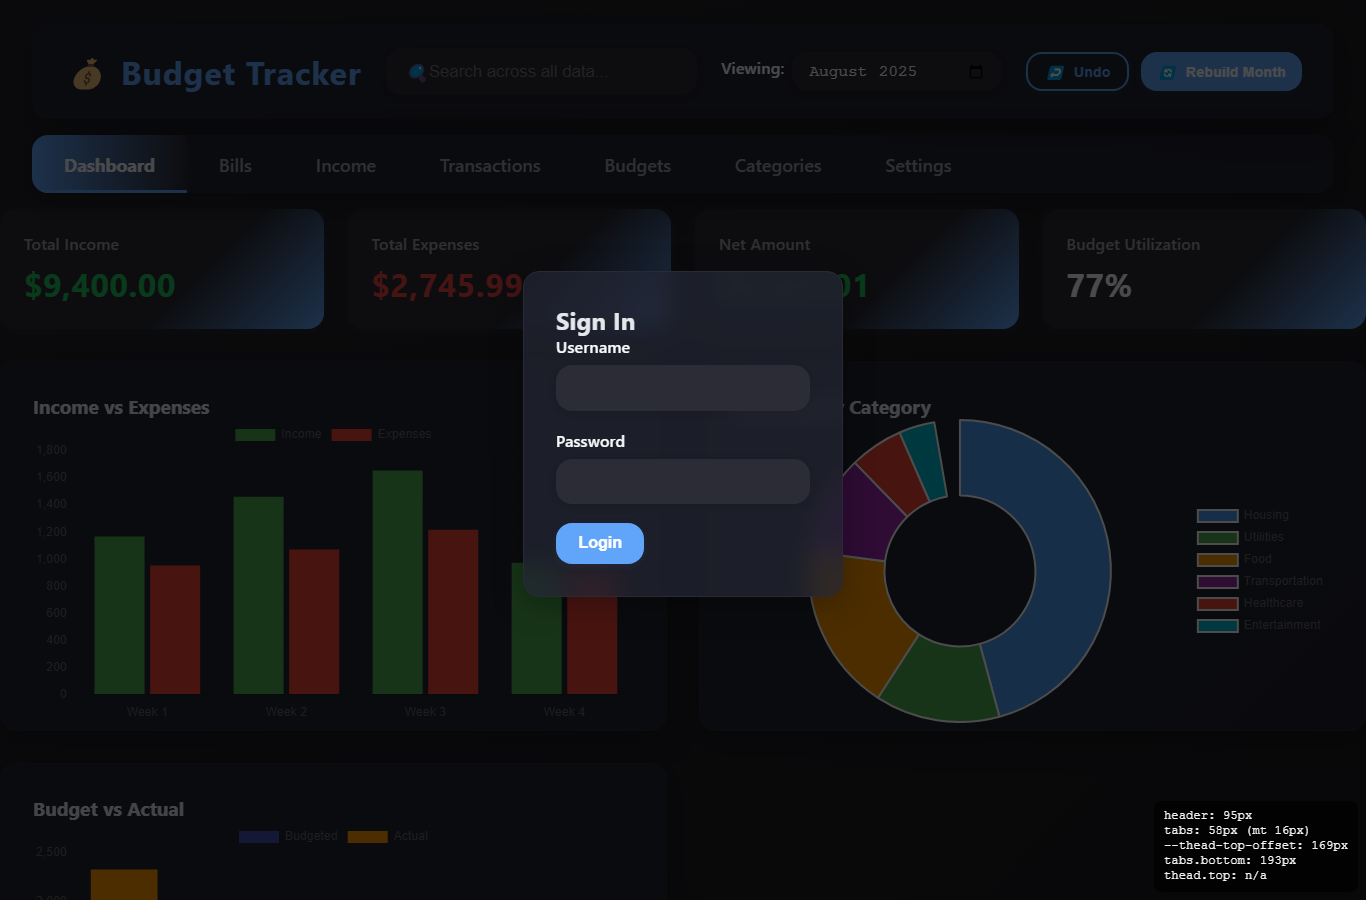 Budget Tracker
Search across all data...
Viewing:
August 2025
Undo
Rebuild Month
Dashboard
Bills
Income
Transactions
Budgets
Categories
Settings
Total Income
$9,400.00
Total Expenses
$2,745.99
Net Amount
01
Budget Utilization
77%
Sign In
Username
Password
Login
Income vs Expenses
Income
Expenses
1,800
1,600
1,400
1,200
1,000
800
600
400
200
0
Week 1
Week 2
Week 3
Week 4
Category
Housing
Utilities
Food
Transportation
Healthcare
Entertainment
Budget vs Actual
Budgeted
Actual
2,500
header: 95px
tabs: 58px (mt 16px)
--thead-top-offset: 169px
tabs.bottom: 193px
thead.top: n/a